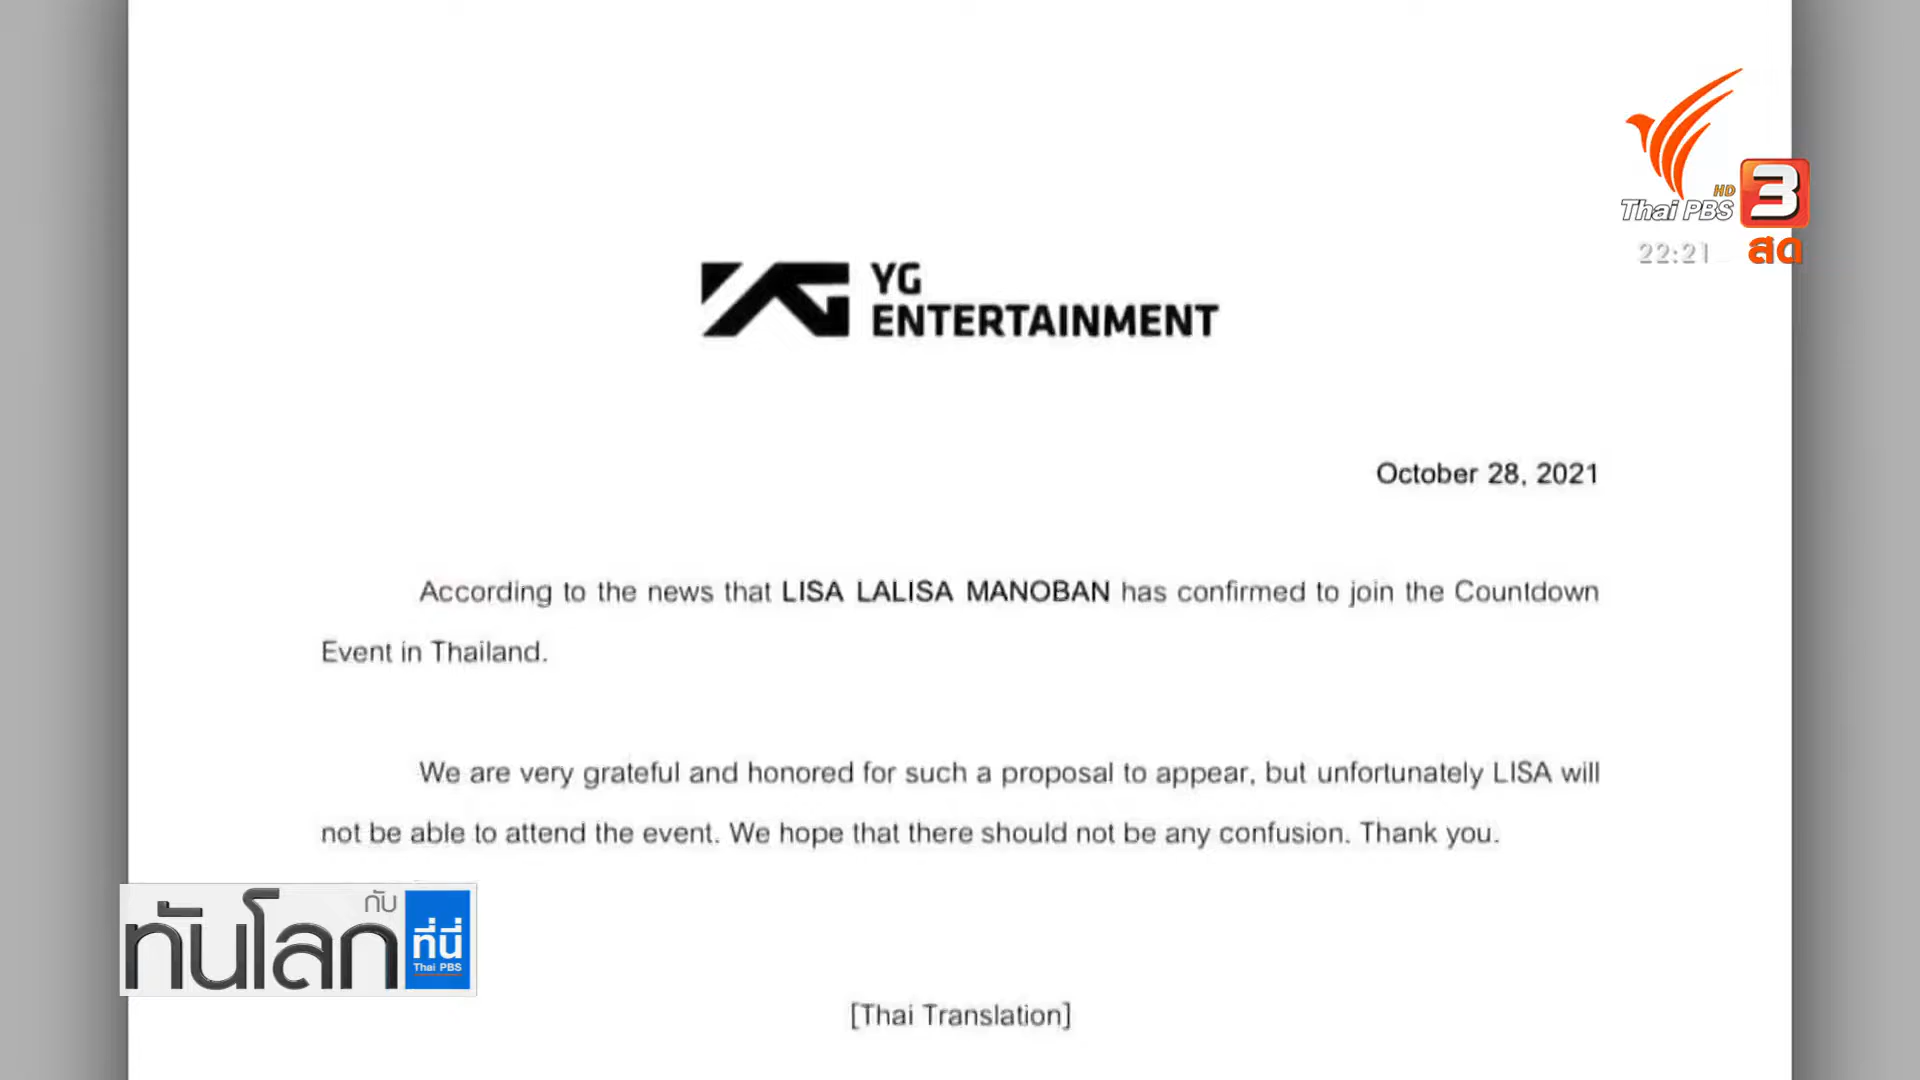 HD
Thai PBS
3
22:21
สด
YG
ENTERTAINMENT
October 28, 2021
According to the news that LISA LALISA MANOBAN has confirmed to join the Countdown
Event in Thailand.
We are very grateful and honored for such a proposal to appear, but unfortunately LISA will
not be able to attend the event. We hope that there should not be any confusion. Thank you.
ทันโลก กับ ที่นี่
Thai PBS
[Thai Translation]